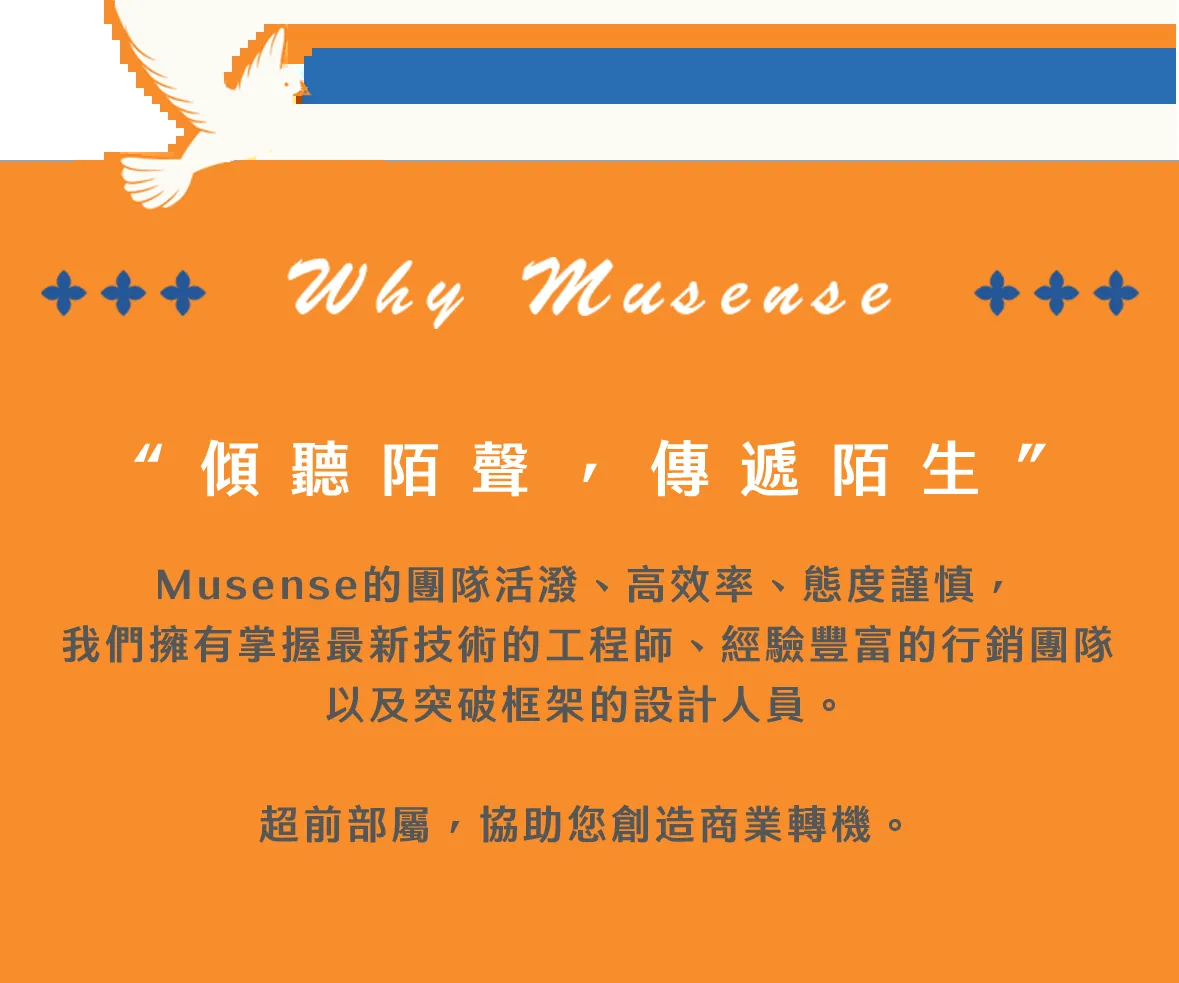 Why Musense
“傾聽陌聲，傳遞陌生”
Musense的團隊活潑、高效率、態度謹慎，
我們擁有掌握最新技術的工程師、經驗豐富的行銷團隊
以及突破框架的設計人員。
超前部屬，協助您創造商業轉機。